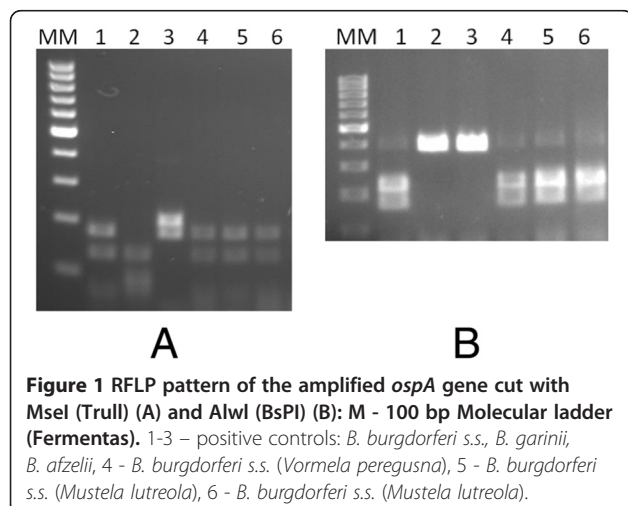 MM 1 2 3 4 5 6
MM 1 2 3 4 5 6
A
B
Figure 1 RFLP pattern of the amplified ospA gene cut with
MseI (Trull) (A) and AlwI (BsPI) (B): M - 100 bp Molecular ladder
(Fermentas). 1-3 – positive controls: B. burgdorferi s.s., B. garinii,
B. afzelii, 4 - B. burgdorferi s.s. (Vormela peregusna), 5 - B. burgdorferi
s.s. (Mustela lutreola), 6 - B. burgdorferi s.s. (Mustela lutreola).